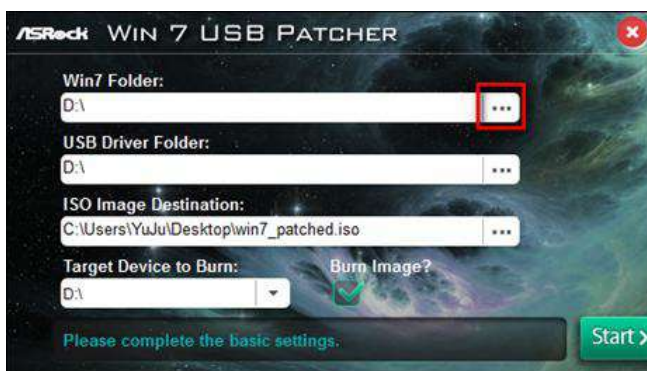 ASRock WIN 7 USB PATCHER
Win7 Folder:
D:\
...
USB Driver Folder:
D:\
...
ISO Image Destination:
C:\Users\YuJu\Desktop\win7_patched.iso
...
Target Device to Burn: Burn Image?
D:\
Please complete the basic settings.
Start >